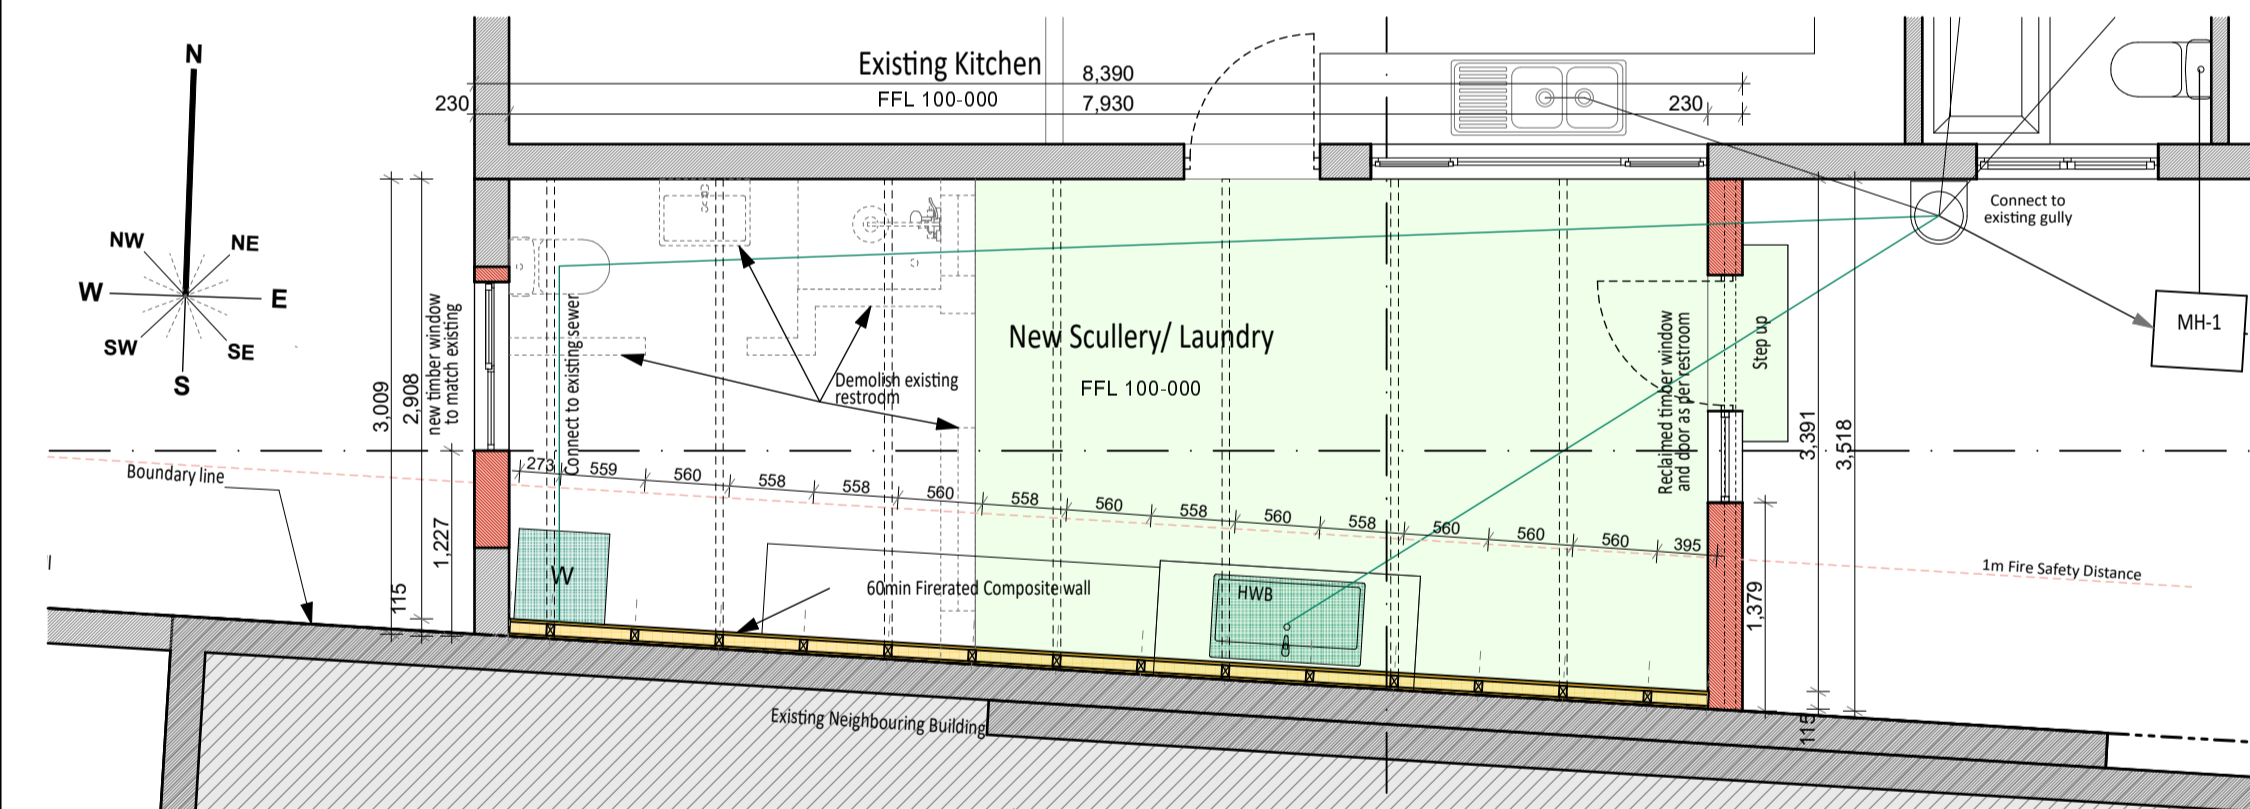 N
NW
NE
W
E
SW
SE
S
Existing Kitchen
FFL 100-000
8,390
7,930
230
230
Connect to
existing gully
MH-1
3,009
2,908
new timber window
to match existing
Connect to existing sewer
Demolish existing
restroom
New Scullery/ Laundry
FFL 100-000
Reclaimed timber window
and door as per restroom
Step up
3,391
3,518
Boundary line
273
559
560
558
558
560
558
560
558
560
558
560
560
560
395
1,227
115
W
60min Firerated Composite wall
HWB
1,379
1m Fire Safety Distance
115
Existing Neighbouring Building